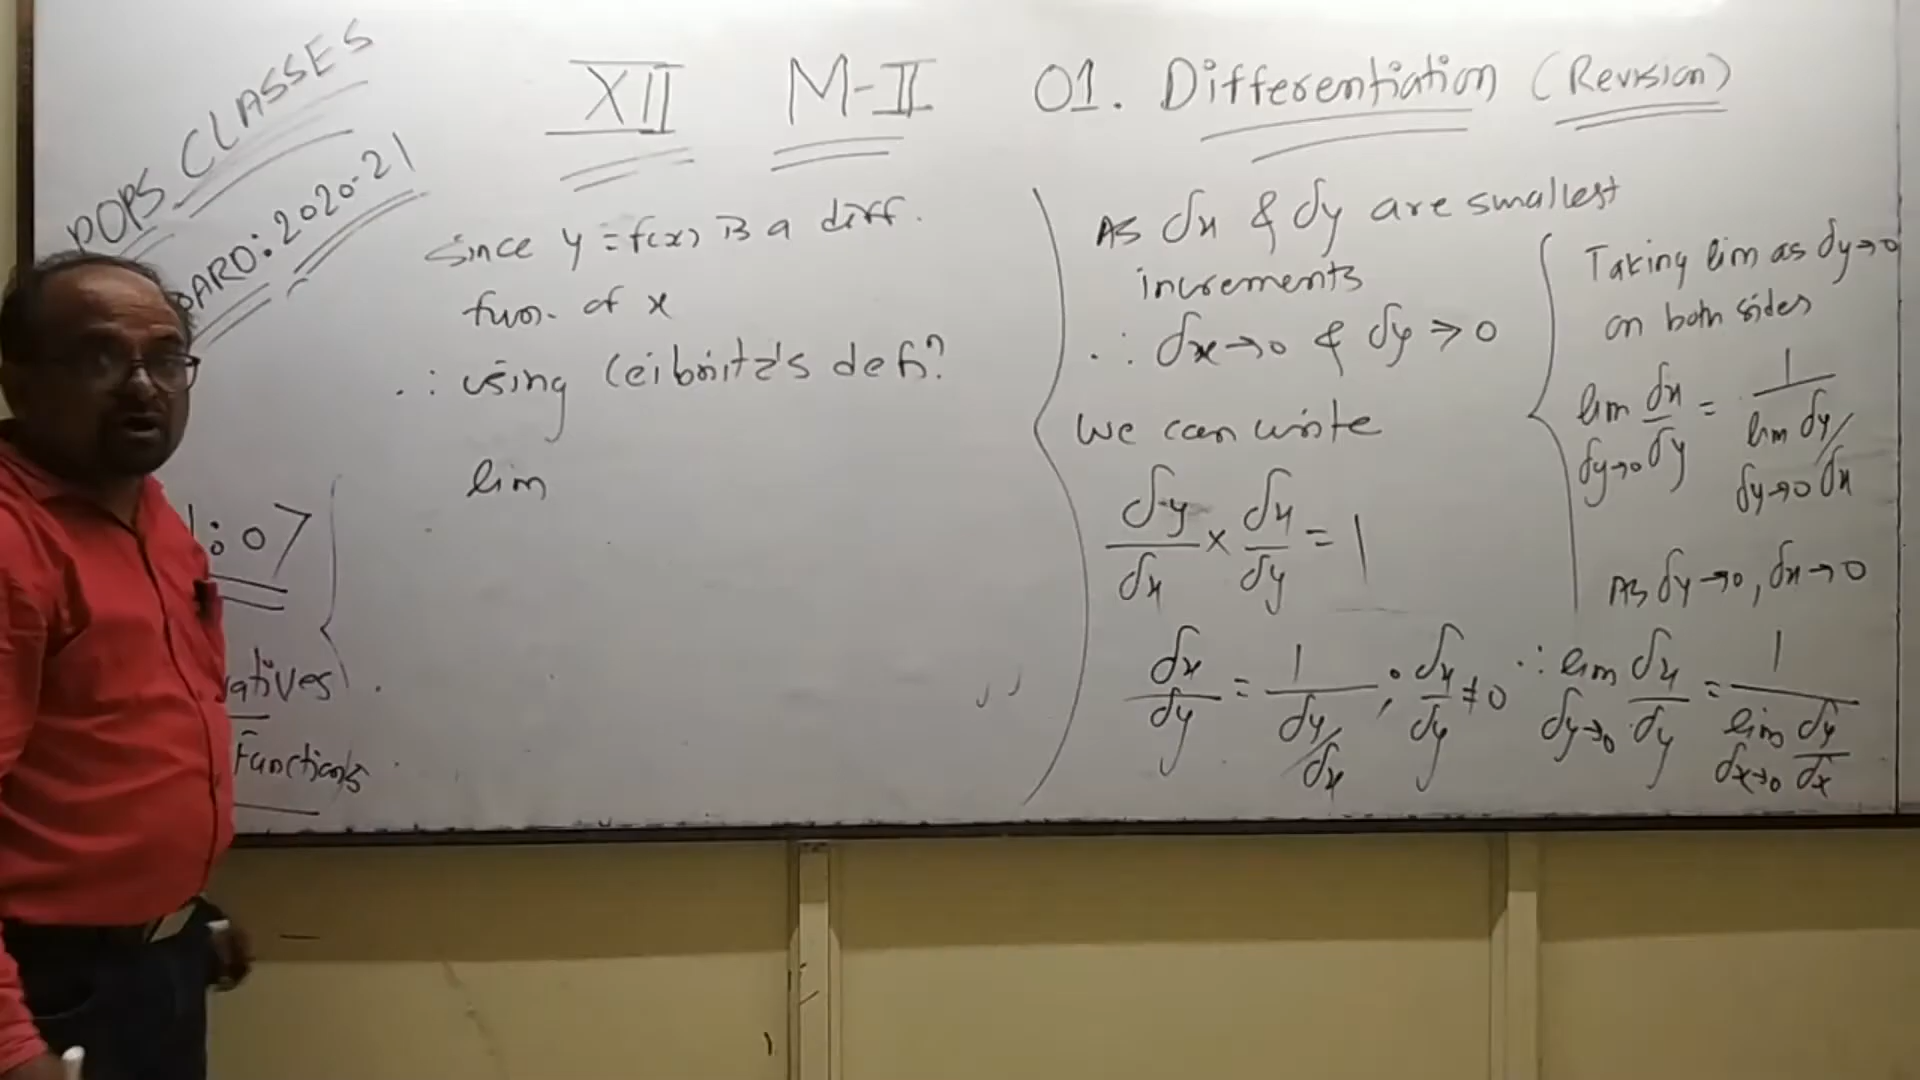 POPS CLASSES
BOARD: 2020-21
XII M-II 01. Differentiation (Revision)
: 07
vatives
Functions
Since y = f(x) is a diff.
fun. of x
∴ using Leibnitz's defn.
lim
As δx & δy are smallest
increments
∴ δx→0 & δy→0
We can write
δy/δx × δx/δy = 1
δx/δy = 1/(δy/δx) ; δx/δy ≠ 0
Taking lim as δy→0
on both sides
lim δy→0 δx/δy = 1/(lim δy→0 δy/δx)
As δy→0, δx→0
∴ lim δy→0 δx/δy = 1/(lim δx→0 δy/δx)